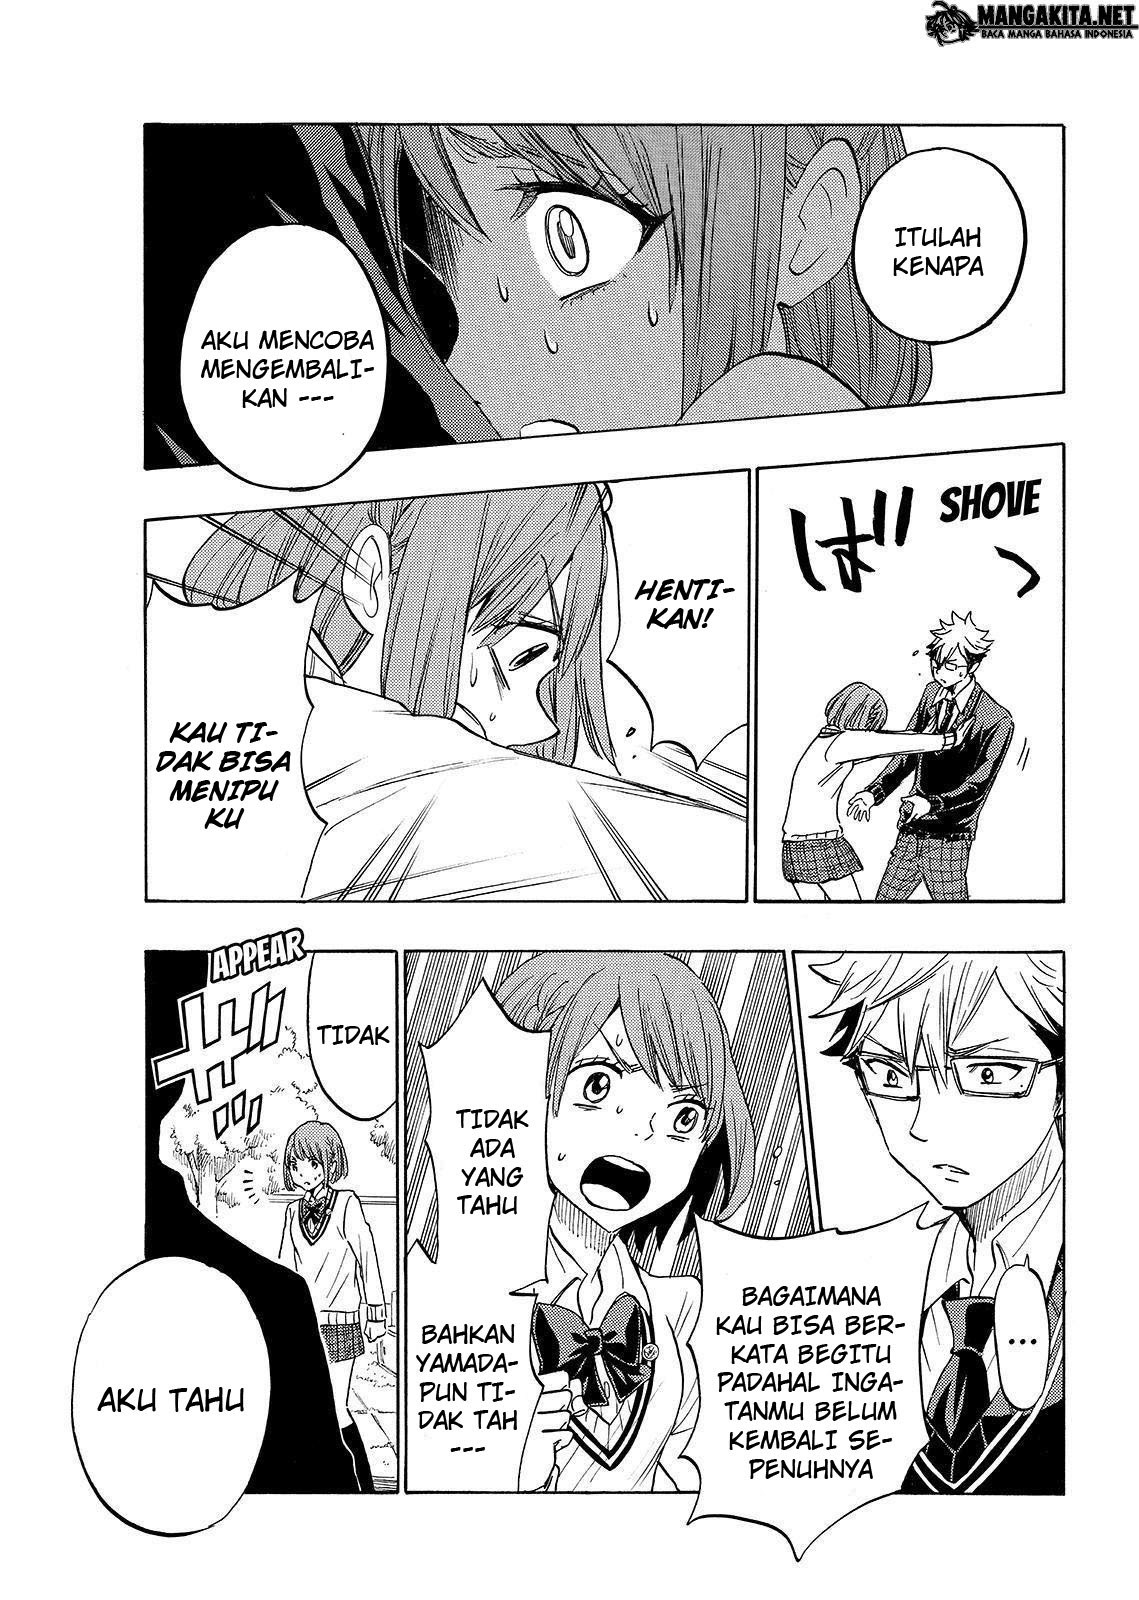 MANGAKITA.NET
BACA MANGA BAHASA INDONESIA
ITULAH
KENAPA
AKU MENCOBA
MENGEMBALI-
KAN ---
ばっ
SHOVE
HENTI-
KAN!
KAU TI-
DAK BISA
MENIPU
KU
...
BAGAIMANA
KAU BISA BER-
KATA BEGITU
PADAHAL INGA-
TANMU BELUM
KEMBALI SE-
PENUHNYA
TIDAK
ADA
YANG
TAHU
BAHKAN
YAMADA-
PUN TI-
DAK TAH
---
TIDAK
APPEAR
ザ...
AKU TAHU